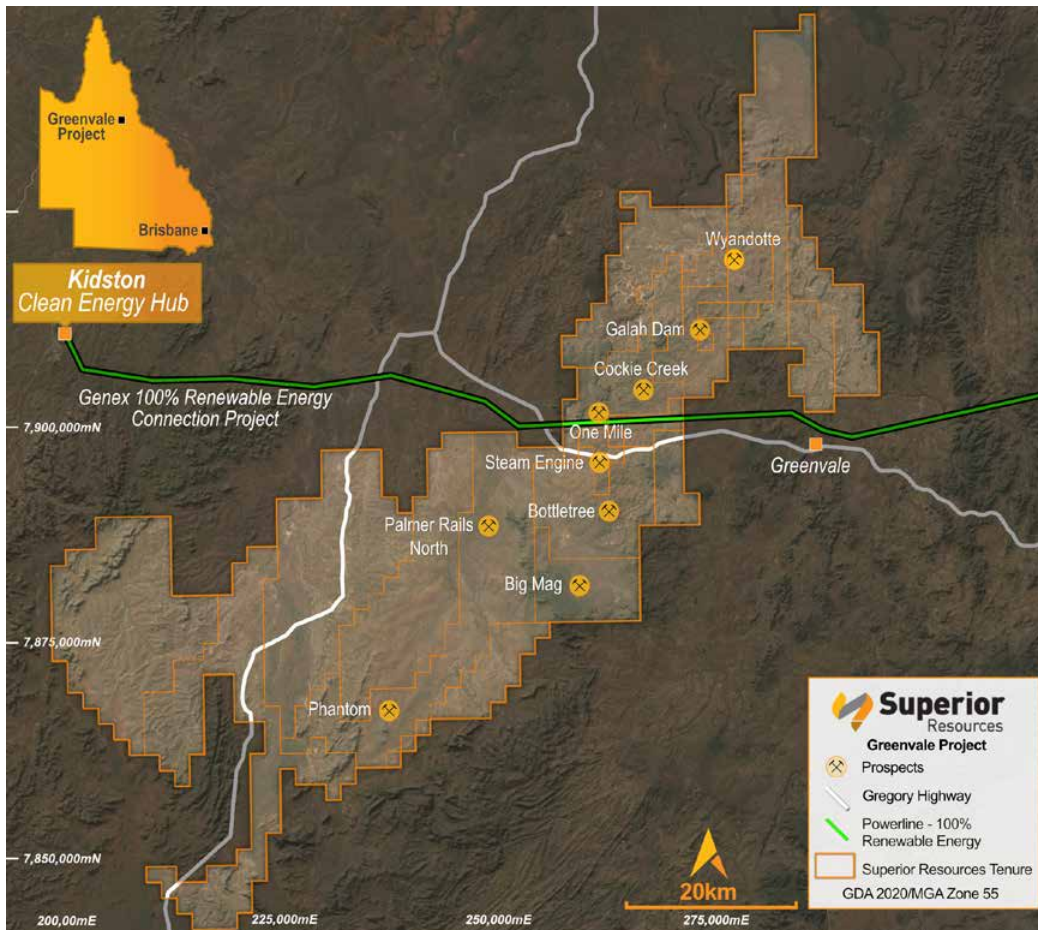 Greenvale
Project
Brisbane
Kidston
Clean Energy Hub
Genex 100% Renewable Energy
Connection Project
Wyandotte
Galah Dam
Cockie Creek
One Mile
Steam Engine
Greenvale
Bottletree
Palmer Rails
North
Big Mag
Phantom
7,900,000mN
7,875,000mN
7,850,000mN
200,00mE
225,000mE
250,000mE
275,000mE
20km
Superior
Resources
Greenvale Project
Prospects
Gregory Highway
Powerline - 100%
Renewable Energy
Superior Resources Tenure
GDA 2020/MGA Zone 55